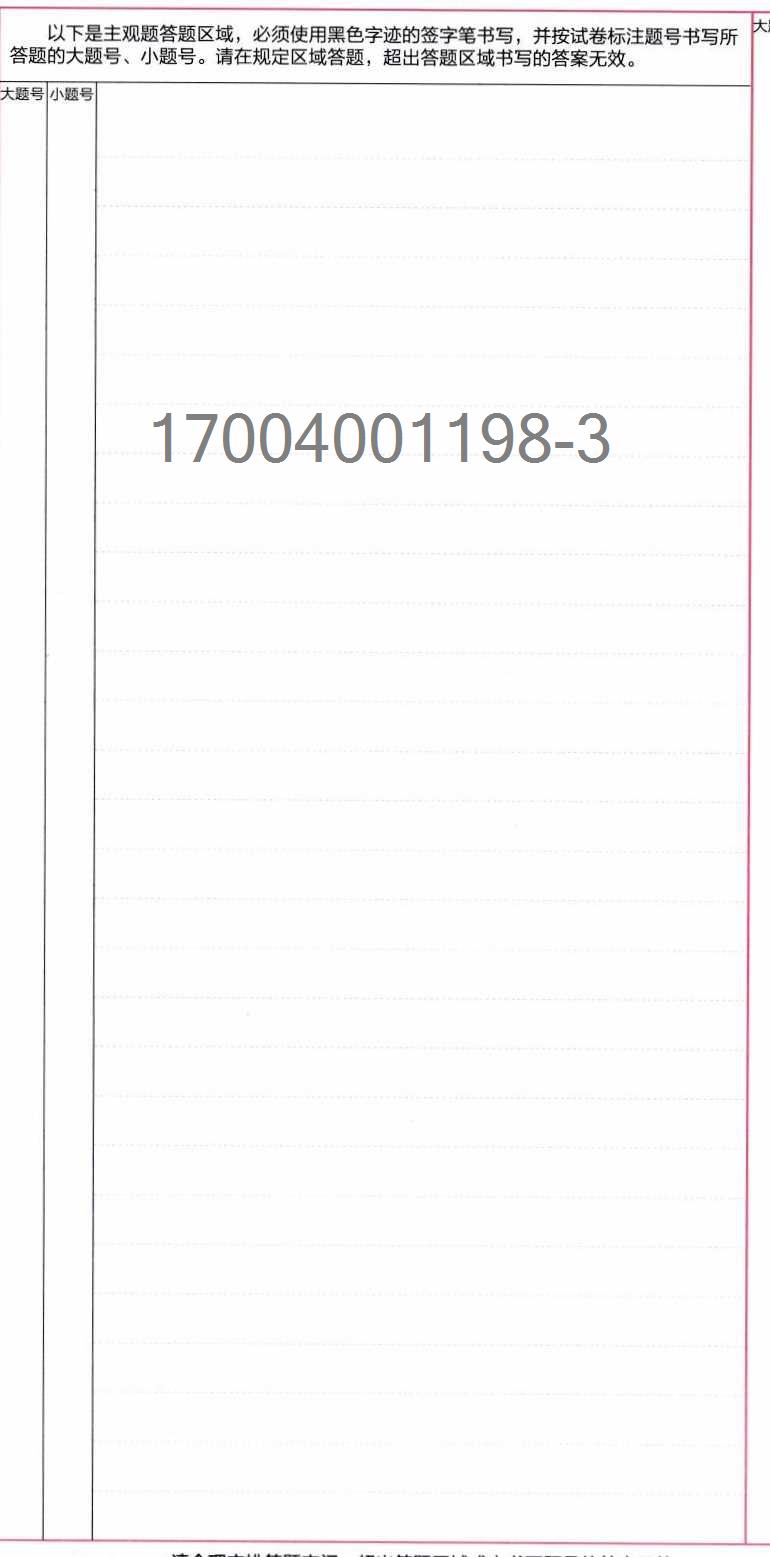 以下是主观题答题区域，必须使用黑色字迹的签字笔书写，并按试卷标注题号书写所
答题的大题号、小题号。请在规定区域答题，超出答题区域书写的答案无效。
大题号 小题号
17004001198-3